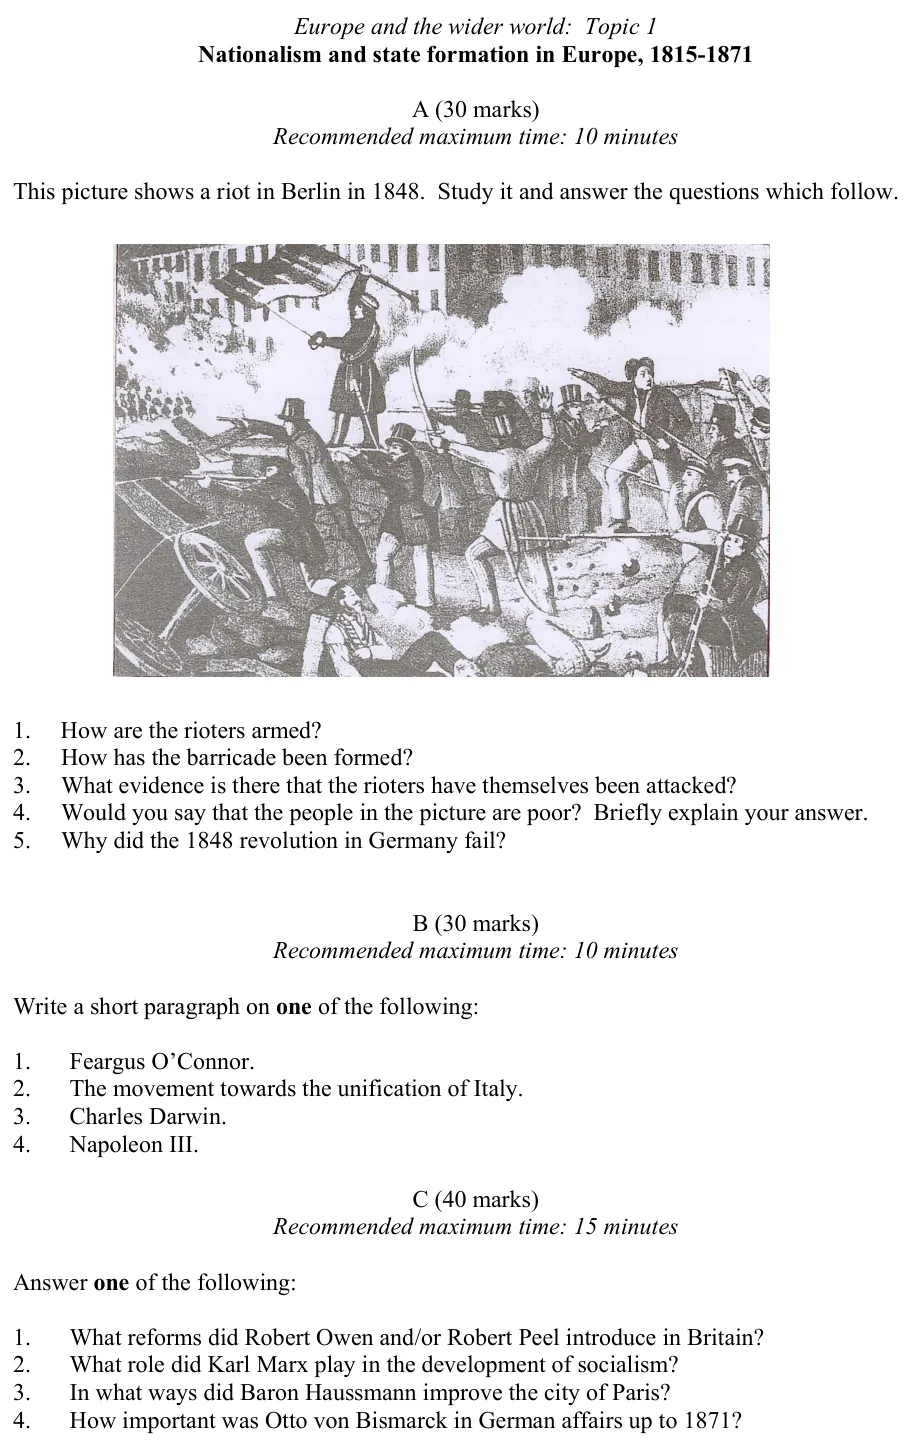 Europe and the wider world: Topic 1
Nationalism and state formation in Europe, 1815-1871
A (30 marks)
Recommended maximum time: 10 minutes
This picture shows a riot in Berlin in 1848. Study it and answer the questions which follow.
1. How are the rioters armed?
2. How has the barricade been formed?
3. What evidence is there that the rioters have themselves been attacked?
4. Would you say that the people in the picture are poor? Briefly explain your answer.
5. Why did the 1848 revolution in Germany fail?
B (30 marks)
Recommended maximum time: 10 minutes
Write a short paragraph on one of the following:
1. Feargus O’Connor.
2. The movement towards the unification of Italy.
3. Charles Darwin.
4. Napoleon III.
C (40 marks)
Recommended maximum time: 15 minutes
Answer one of the following:
1. What reforms did Robert Owen and/or Robert Peel introduce in Britain?
2. What role did Karl Marx play in the development of socialism?
3. In what ways did Baron Haussmann improve the city of Paris?
4. How important was Otto von Bismarck in German affairs up to 1871?